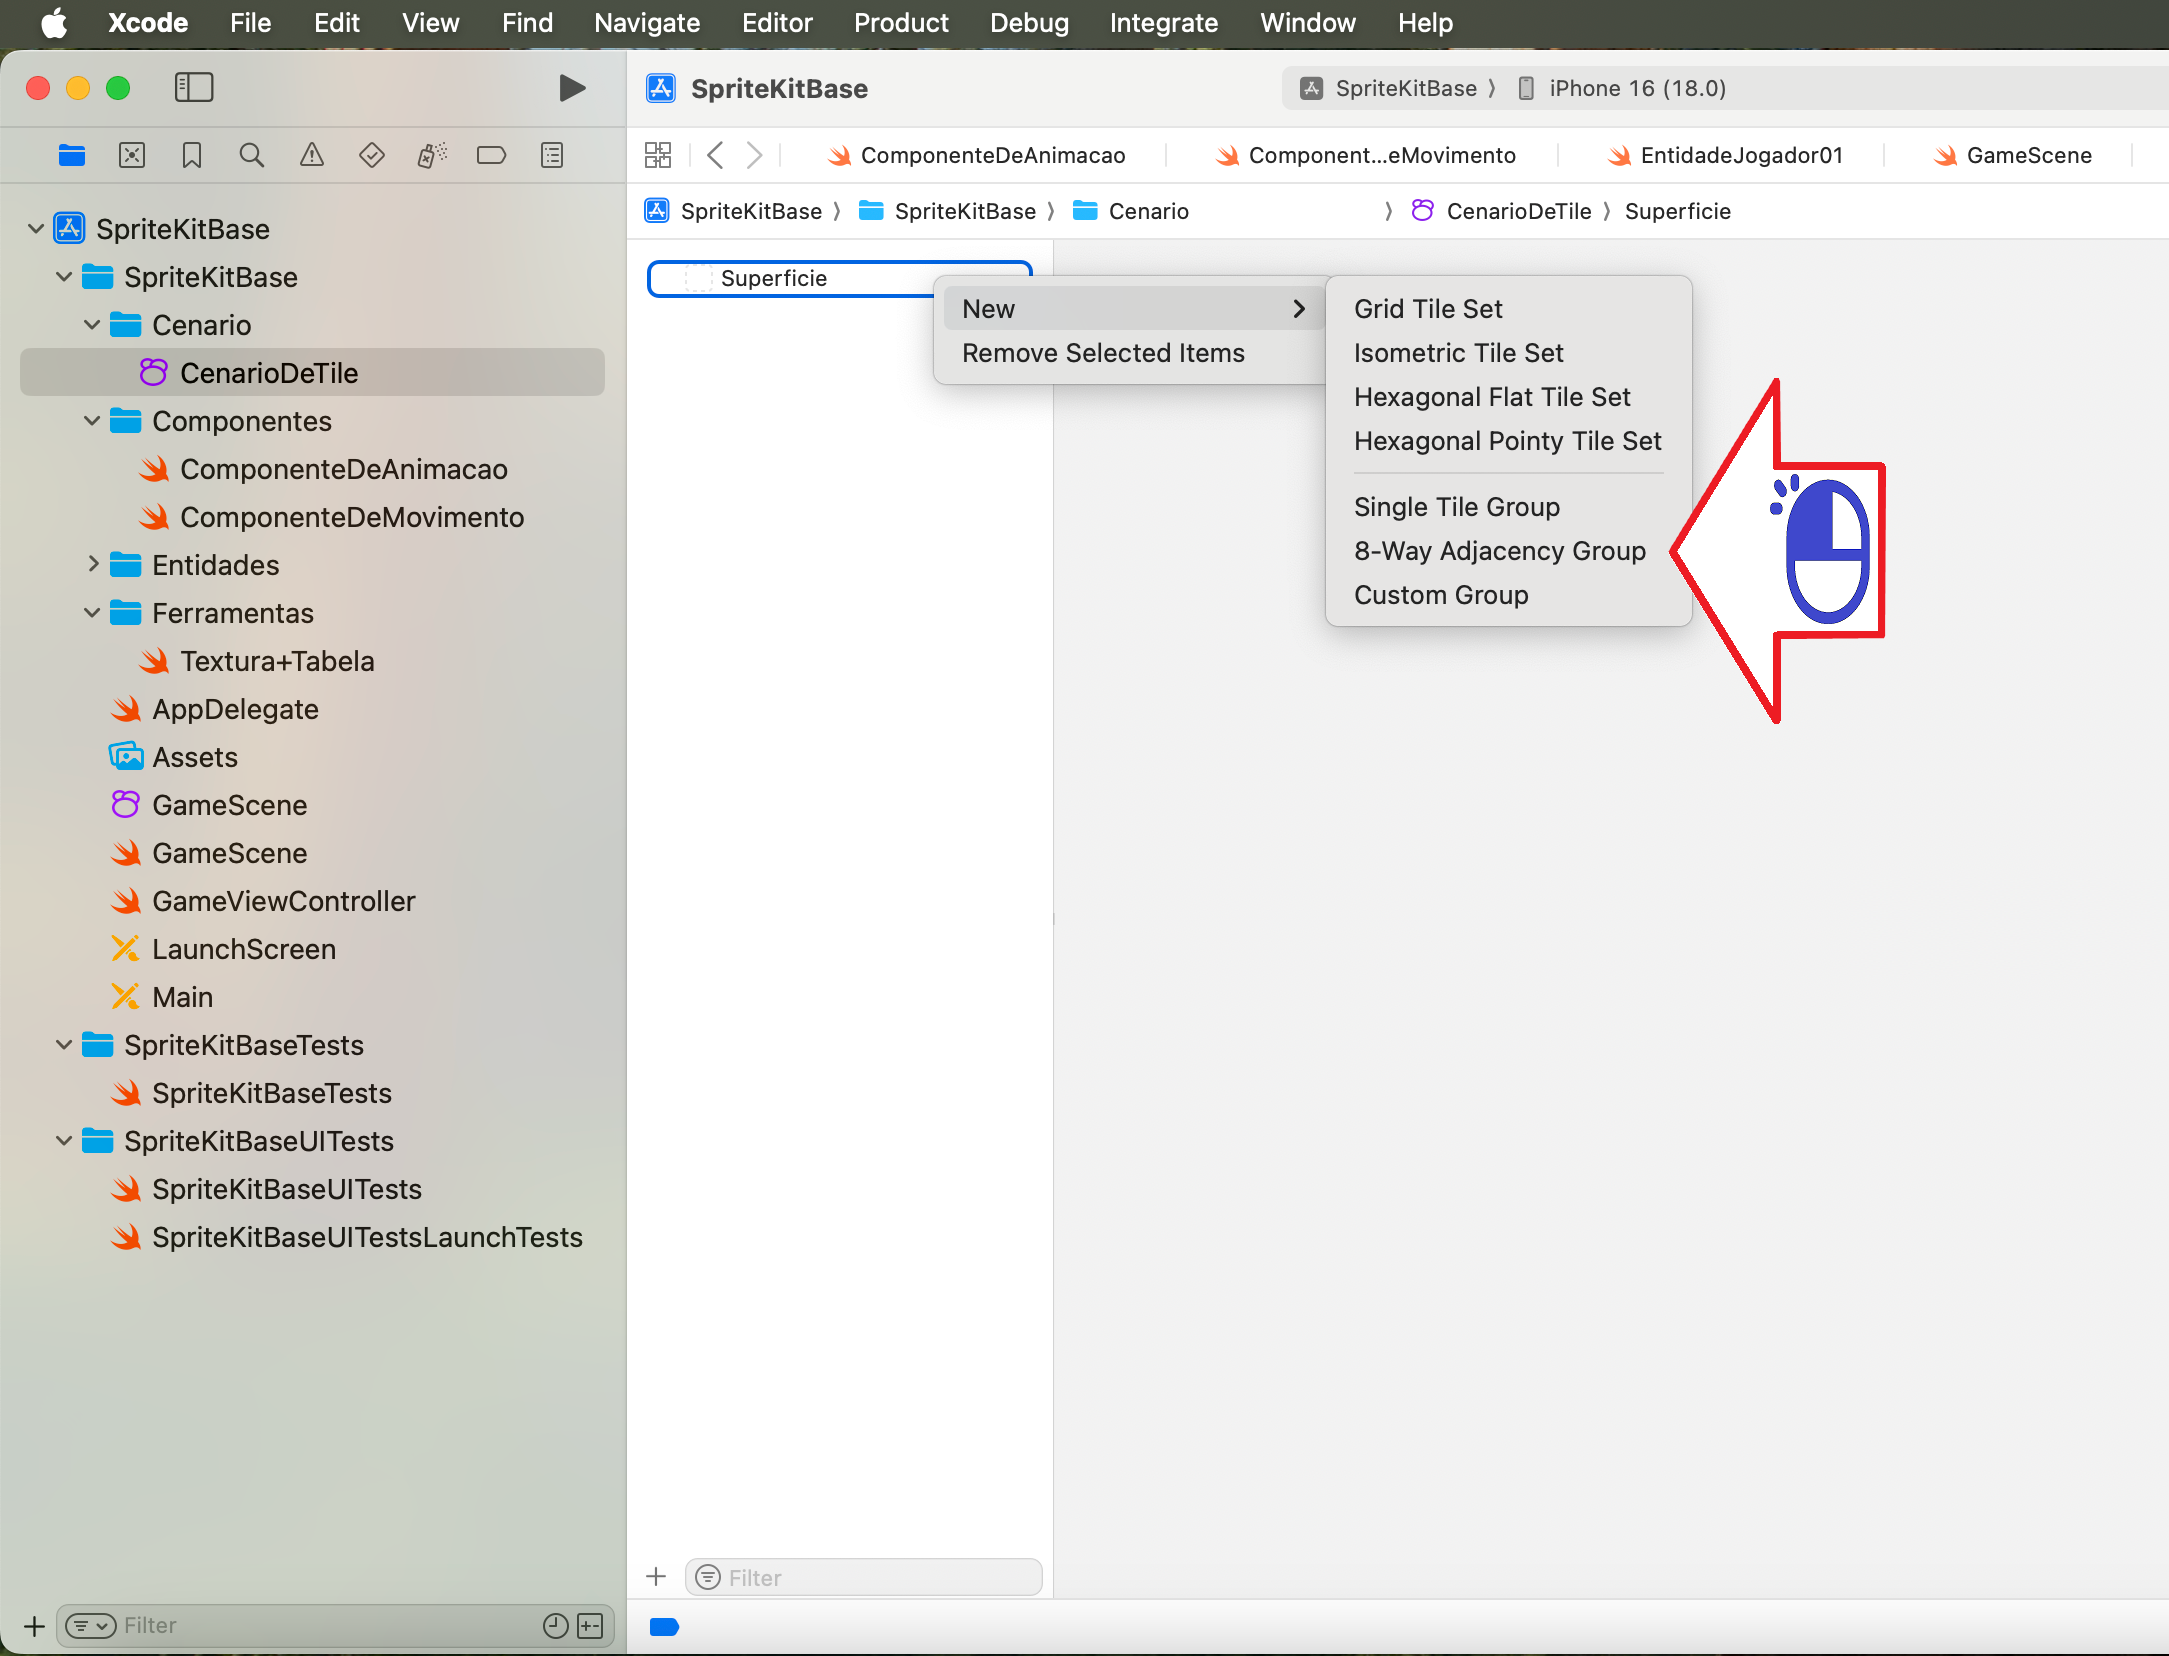 Xcode File Edit View Find Navigate Editor Product Debug Integrate Window Help
SpriteKitBase
SpriteKitBase 〉 iPhone 16 (18.0)
ComponenteDeAnimacao
Component...eMovimento
EntidadeJogador01
GameScene
SpriteKitBase 〉 SpriteKitBase 〉 Cenario 〉 CenarioDeTile 〉 Superficie
SpriteKitBase
SpriteKitBase
Cenario
CenarioDeTile
Componentes
ComponenteDeAnimacao
ComponenteDeMovimento
Entidades
Ferramentas
Textura+Tabela
AppDelegate
Assets
GameScene
GameScene
GameViewController
LaunchScreen
Main
SpriteKitBaseTests
SpriteKitBaseTests
SpriteKitBaseUITests
SpriteKitBaseUITests
SpriteKitBaseUITestsLaunchTests
Filter
Superficie
New
Remove Selected Items
Grid Tile Set
Isometric Tile Set
Hexagonal Flat Tile Set
Hexagonal Pointy Tile Set
Single Tile Group
8-Way Adjacency Group
Custom Group
Filter